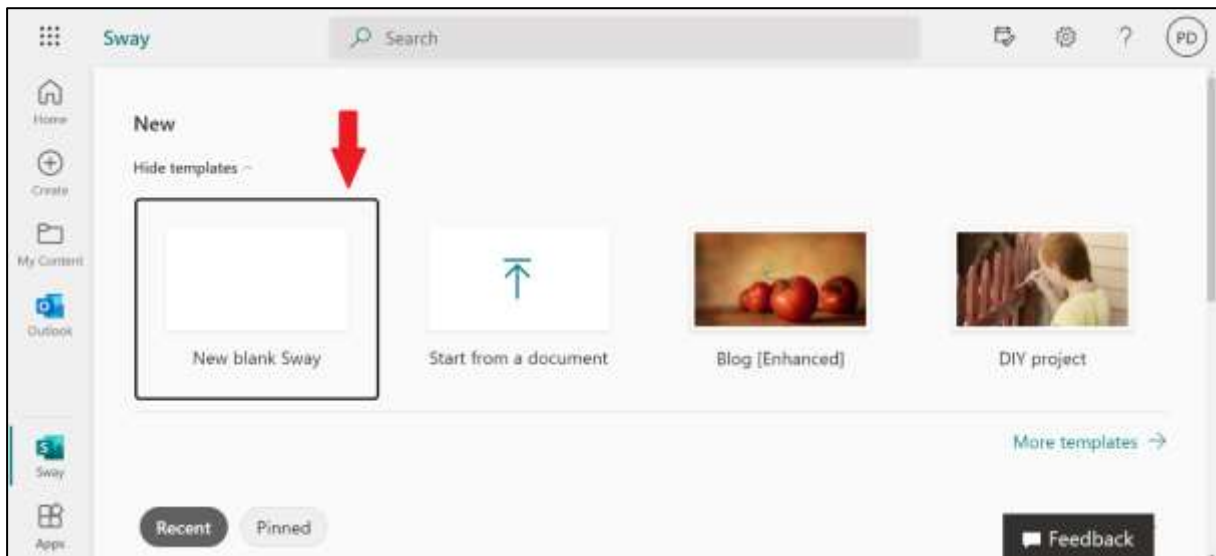 Sway
Search
?
PD
Home
Create
My Content
Outlook
Sway
Apps
New
Hide templates
New blank Sway
Start from a document
Blog [Enhanced]
DIY project
More templates →
Recent
Pinned
Feedback